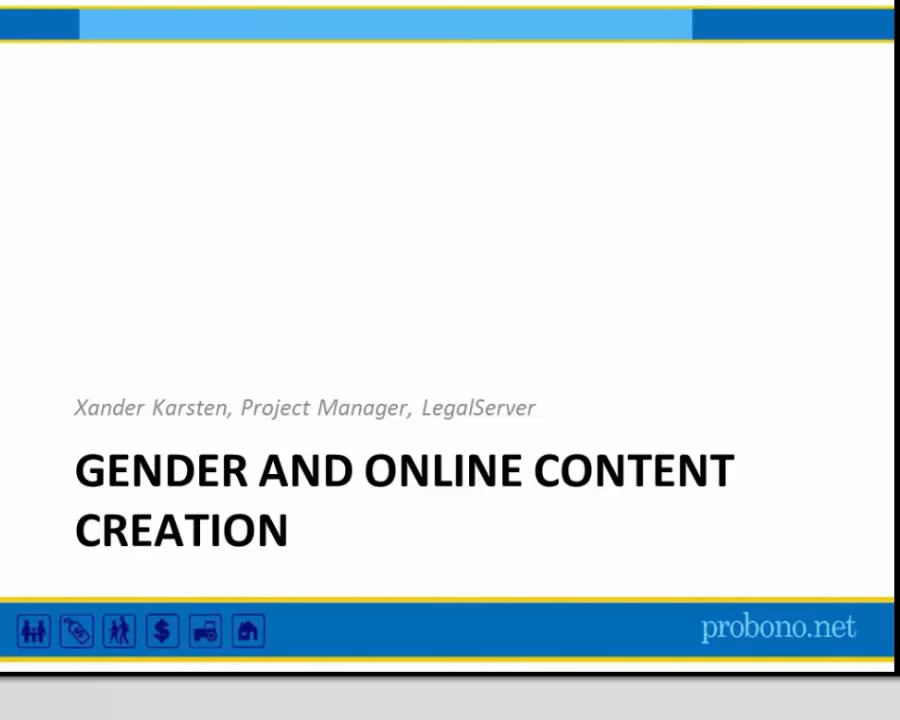 Xander Karsten, Project Manager, LegalServer
GENDER AND ONLINE CONTENT
CREATION
$
probono.net